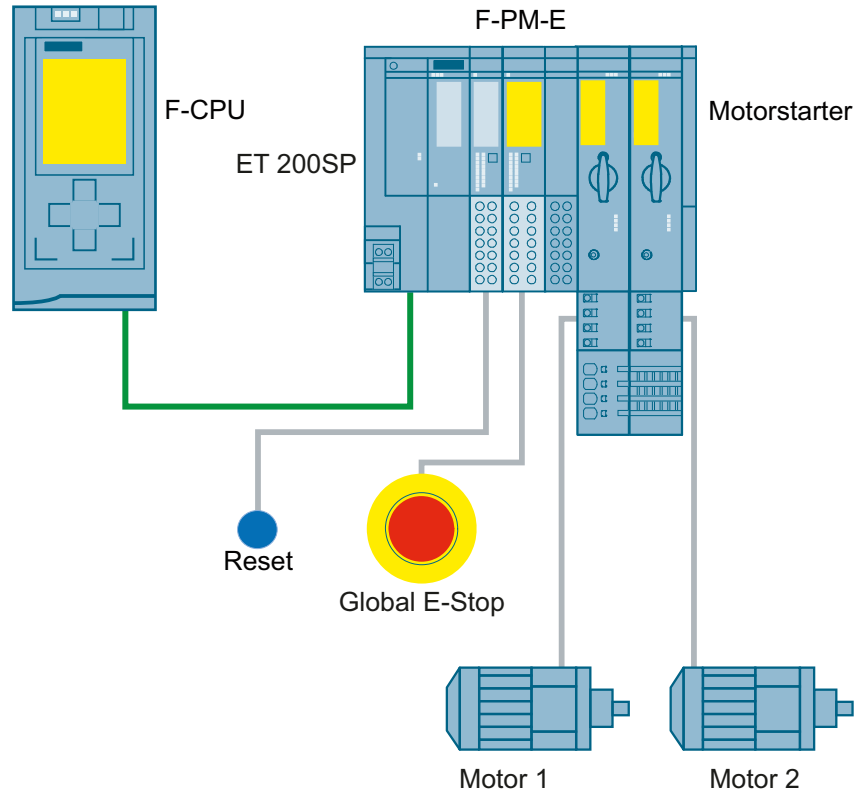 F-PM-E
F-CPU
Motorstarter
ET 200SP
Reset
Global E-Stop
Motor 1
Motor 2